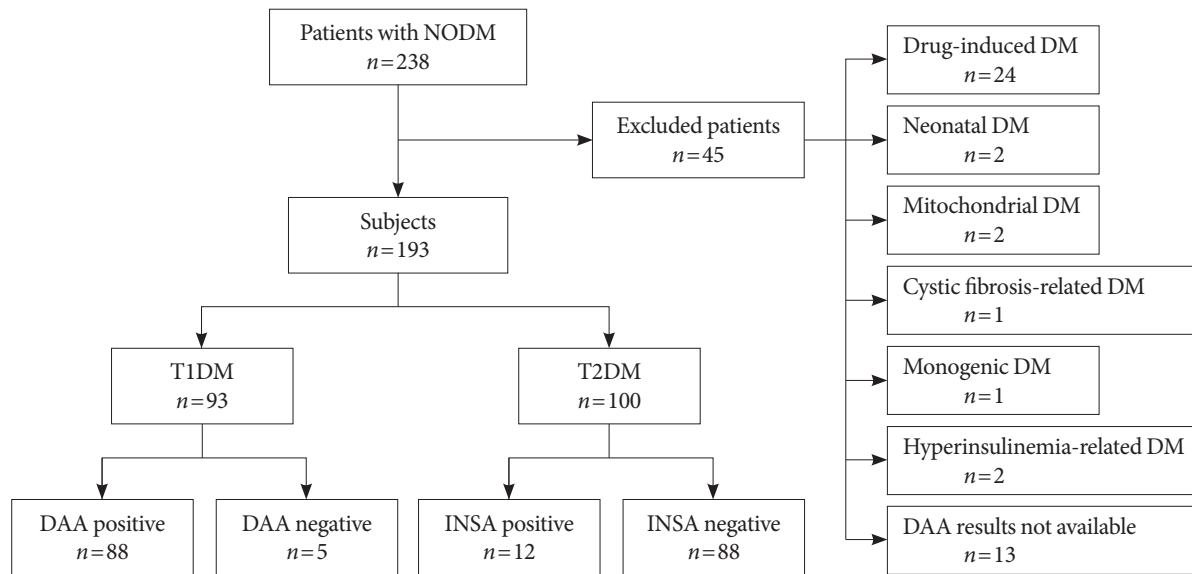 Patients with NODM
n=238
Excluded patients
n=45
Subjects
n=193
T1DM
n=93
T2DM
n=100
DAA positive
n=88
DAA negative
n=5
INSA positive
n=12
INSA negative
n=88
Drug-induced DM
n=24
Neonatal DM
n=2
Mitochondrial DM
n=2
Cystic fibrosis-related DM
n=1
Monogenic DM
n=1
Hyperinsulinemia-related DM
n=2
DAA results not available
n=13